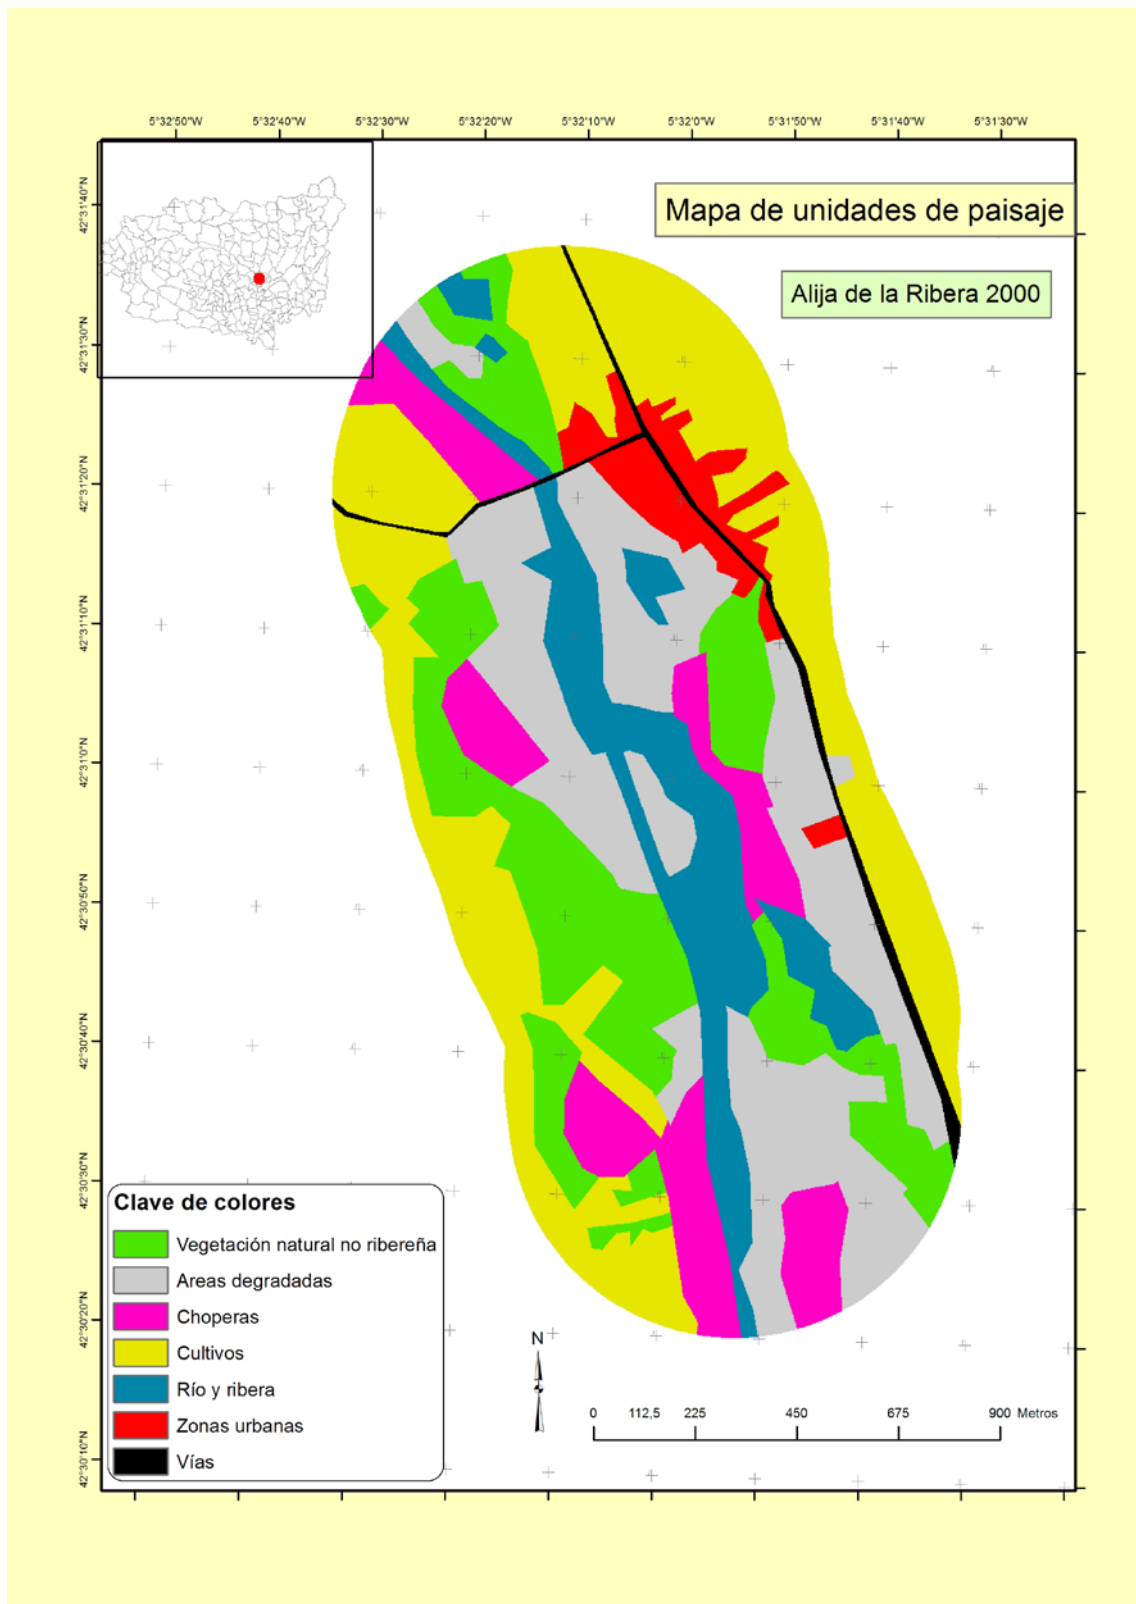 5°32'50"W 5°32'40"W 5°32'30"W 5°32'20"W 5°32'10"W 5°32'0"W 5°31'50"W 5°31'40"W 5°31'30"W
Mapa de unidades de paisaje
Alija de la Ribera 2000
42°31'40"N
42°31'30"N
42°31'20"N
42°31'10"N
42°31'0"N
42°30'50"N
42°30'40"N
42°30'30"N
42°30'20"N
42°30'10"N
Clave de colores
Vegetación natural no ribereña
Areas degradadas
Choperas
Cultivos
Río y ribera
Zonas urbanas
Vías
N
0 112,5 225 450 675 900 Metros